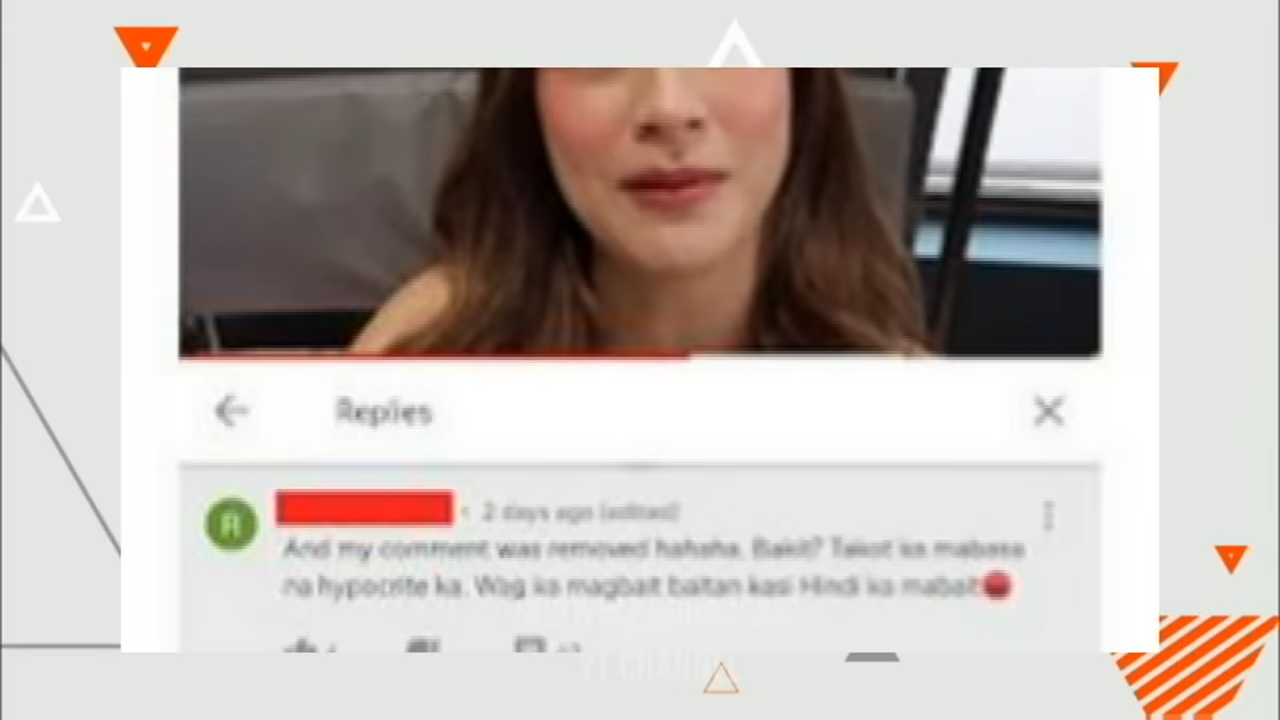 Replies
R
• 2 days ago (edited)
And my comment was removed hahaha. Bakit? Takot ka mabasa
na hypocrite ka. Wag ka magbait baitan kasi Hindi ka mabait